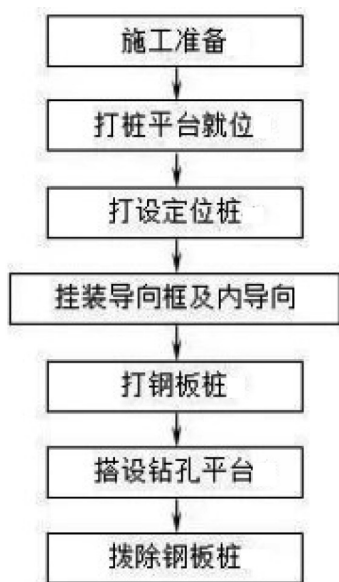 施工准备
打桩平台就位
打设定位桩
挂装导向框及内导向
打钢板桩
搭设钻孔平台
拨除钢板桩